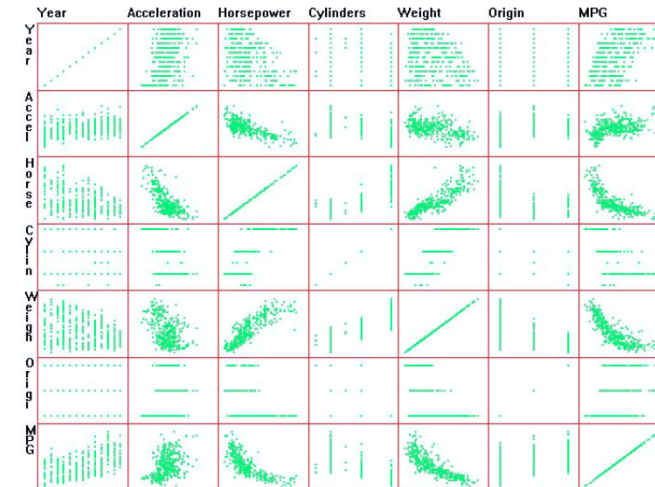 Year Acceleration Horsepower Cylinders Weight Origin MPG
Year
Accel
Horse
Cylin
Weigh
Origi
MPG